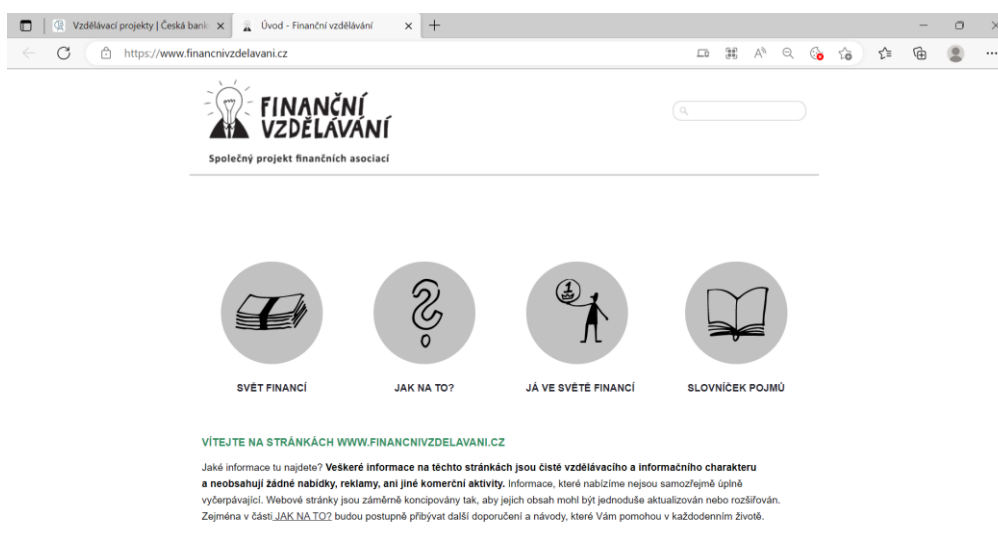 Vzdělávací projekty | Česká bank
Úvod - Finanční vzdělávání
https://www.financnivzdelavani.cz
FINANČNÍ
VZDĚLÁVÁNÍ
Společný projekt finančních asociací
1
SVĚT FINANCÍ
JAK NA TO?
JÁ VE SVĚTĚ FINANCÍ
SLOVNÍČEK POJMŮ
VÍTEJTE NA STRÁNKÁCH WWW.FINANCNIVZDELAVANI.CZ
Jaké informace tu najdete? Veškeré informace na těchto stránkách jsou čistě vzdělávacího a informačního charakteru
a neobsahují žádné nabídky, reklamy, ani jiné komerční aktivity. Informace, které nabízíme nejsou samozřejmě úplně
vyčerpávající. Webové stránky jsou záměrně koncipovány tak, aby jejich obsah mohl být jednoduše aktualizován nebo rozšiřován.
Zejména v části JAK NA TO? budou postupně přibývat další doporučení a návody, které Vám pomohou v každodenním životě.